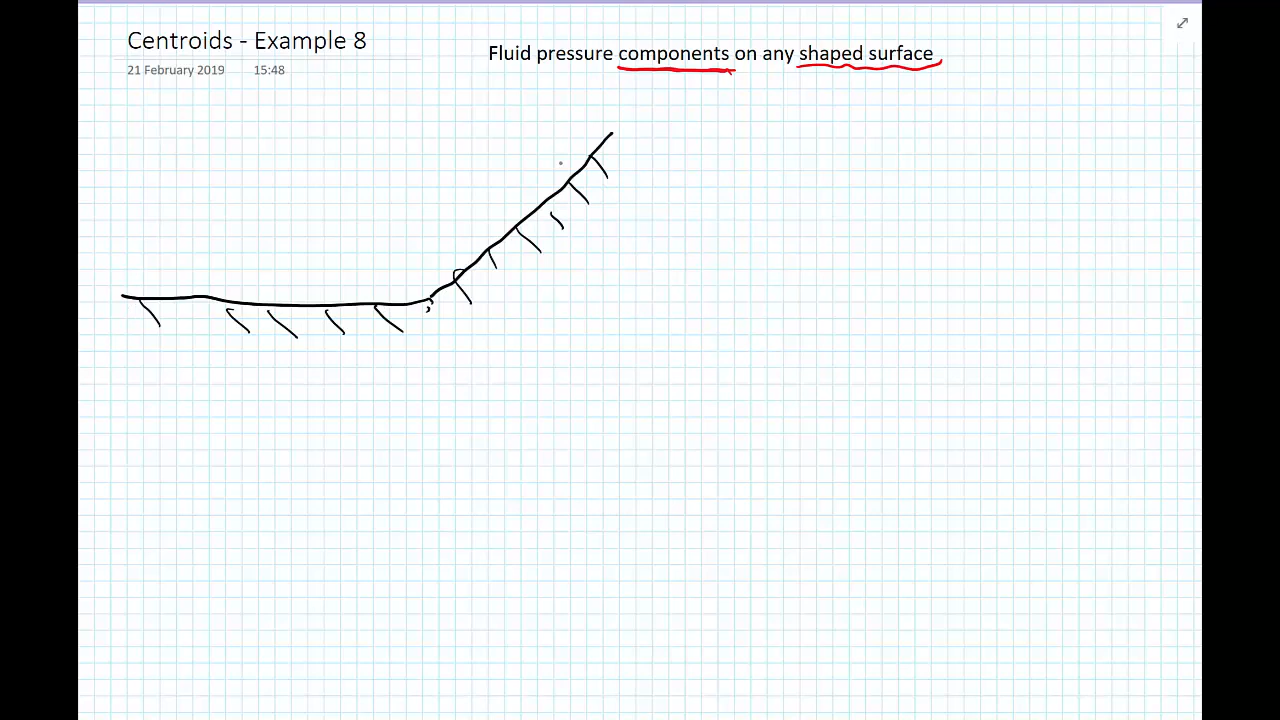 Centroids - Example 8
Fluid pressure components on any shaped surface
21 February 2019 15:48